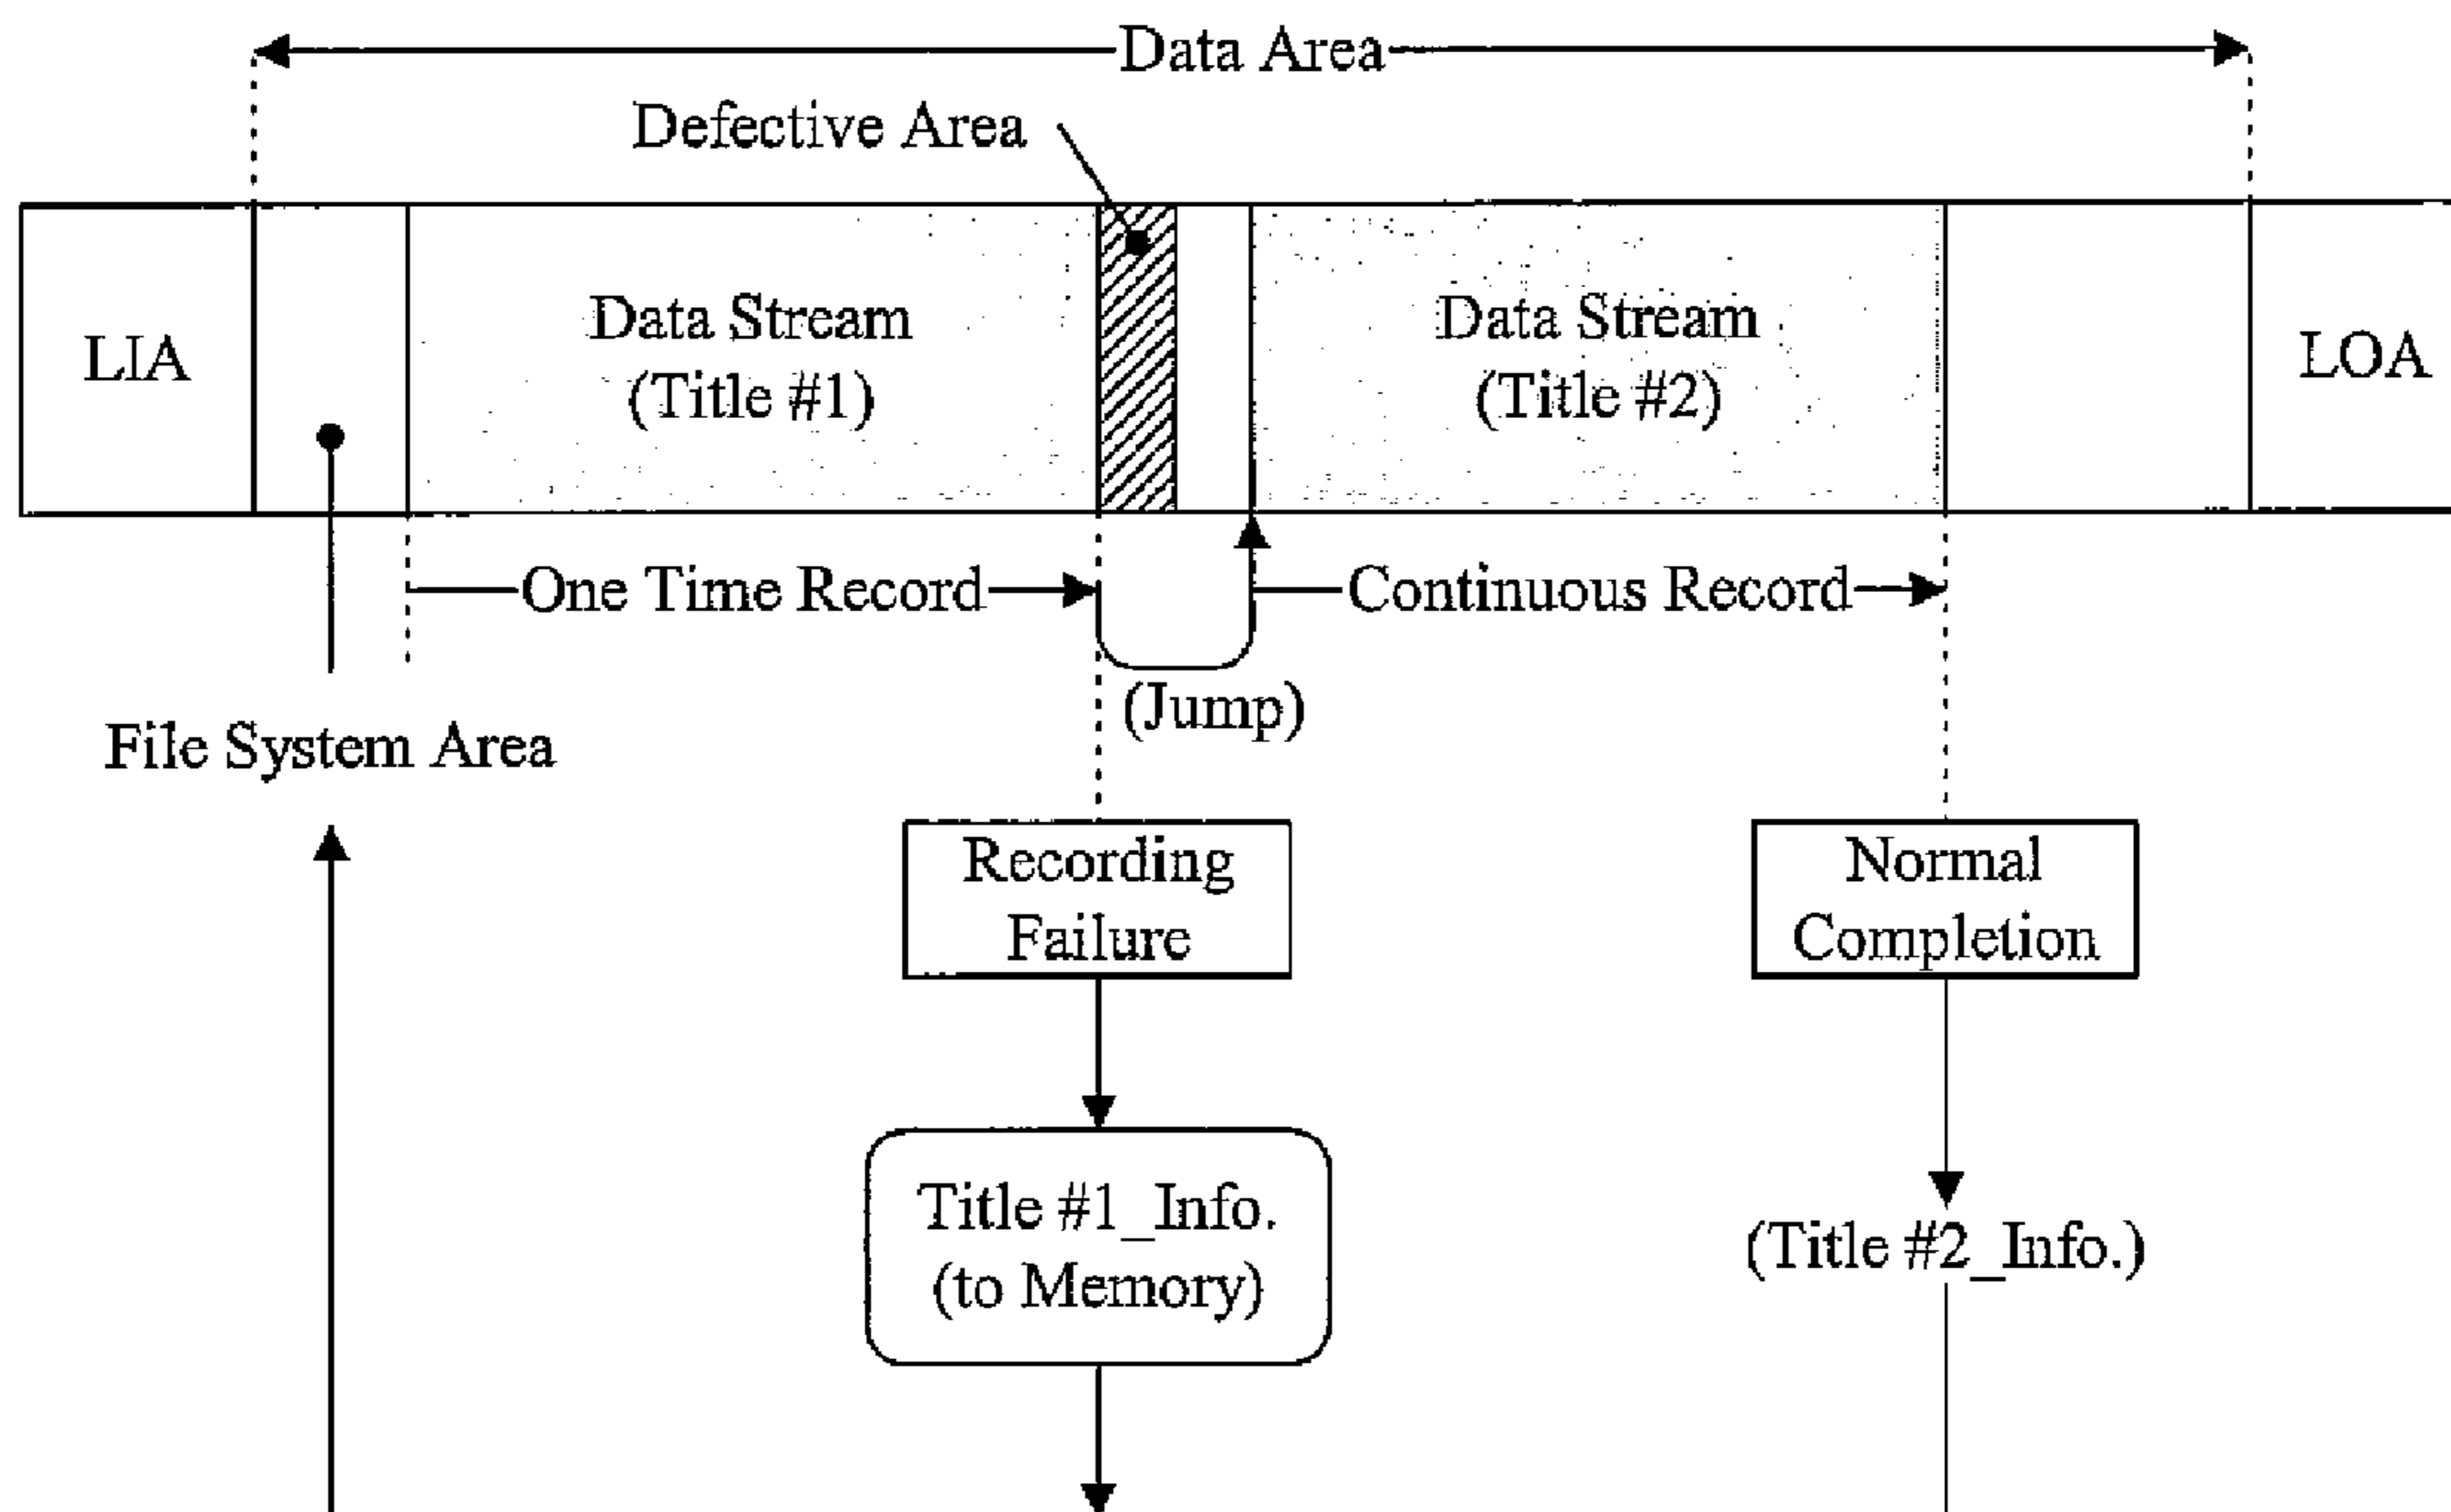 Data Area
Defective Area
LIA
Data Stream
(Title #1)
Data Stream
(Title #2)
LOA
One Time Record
Continuous Record
(Jump)
File System Area
Recording
Failure
Normal
Completion
Title #1_Info.
(to Memory)
(Title #2_Info.)